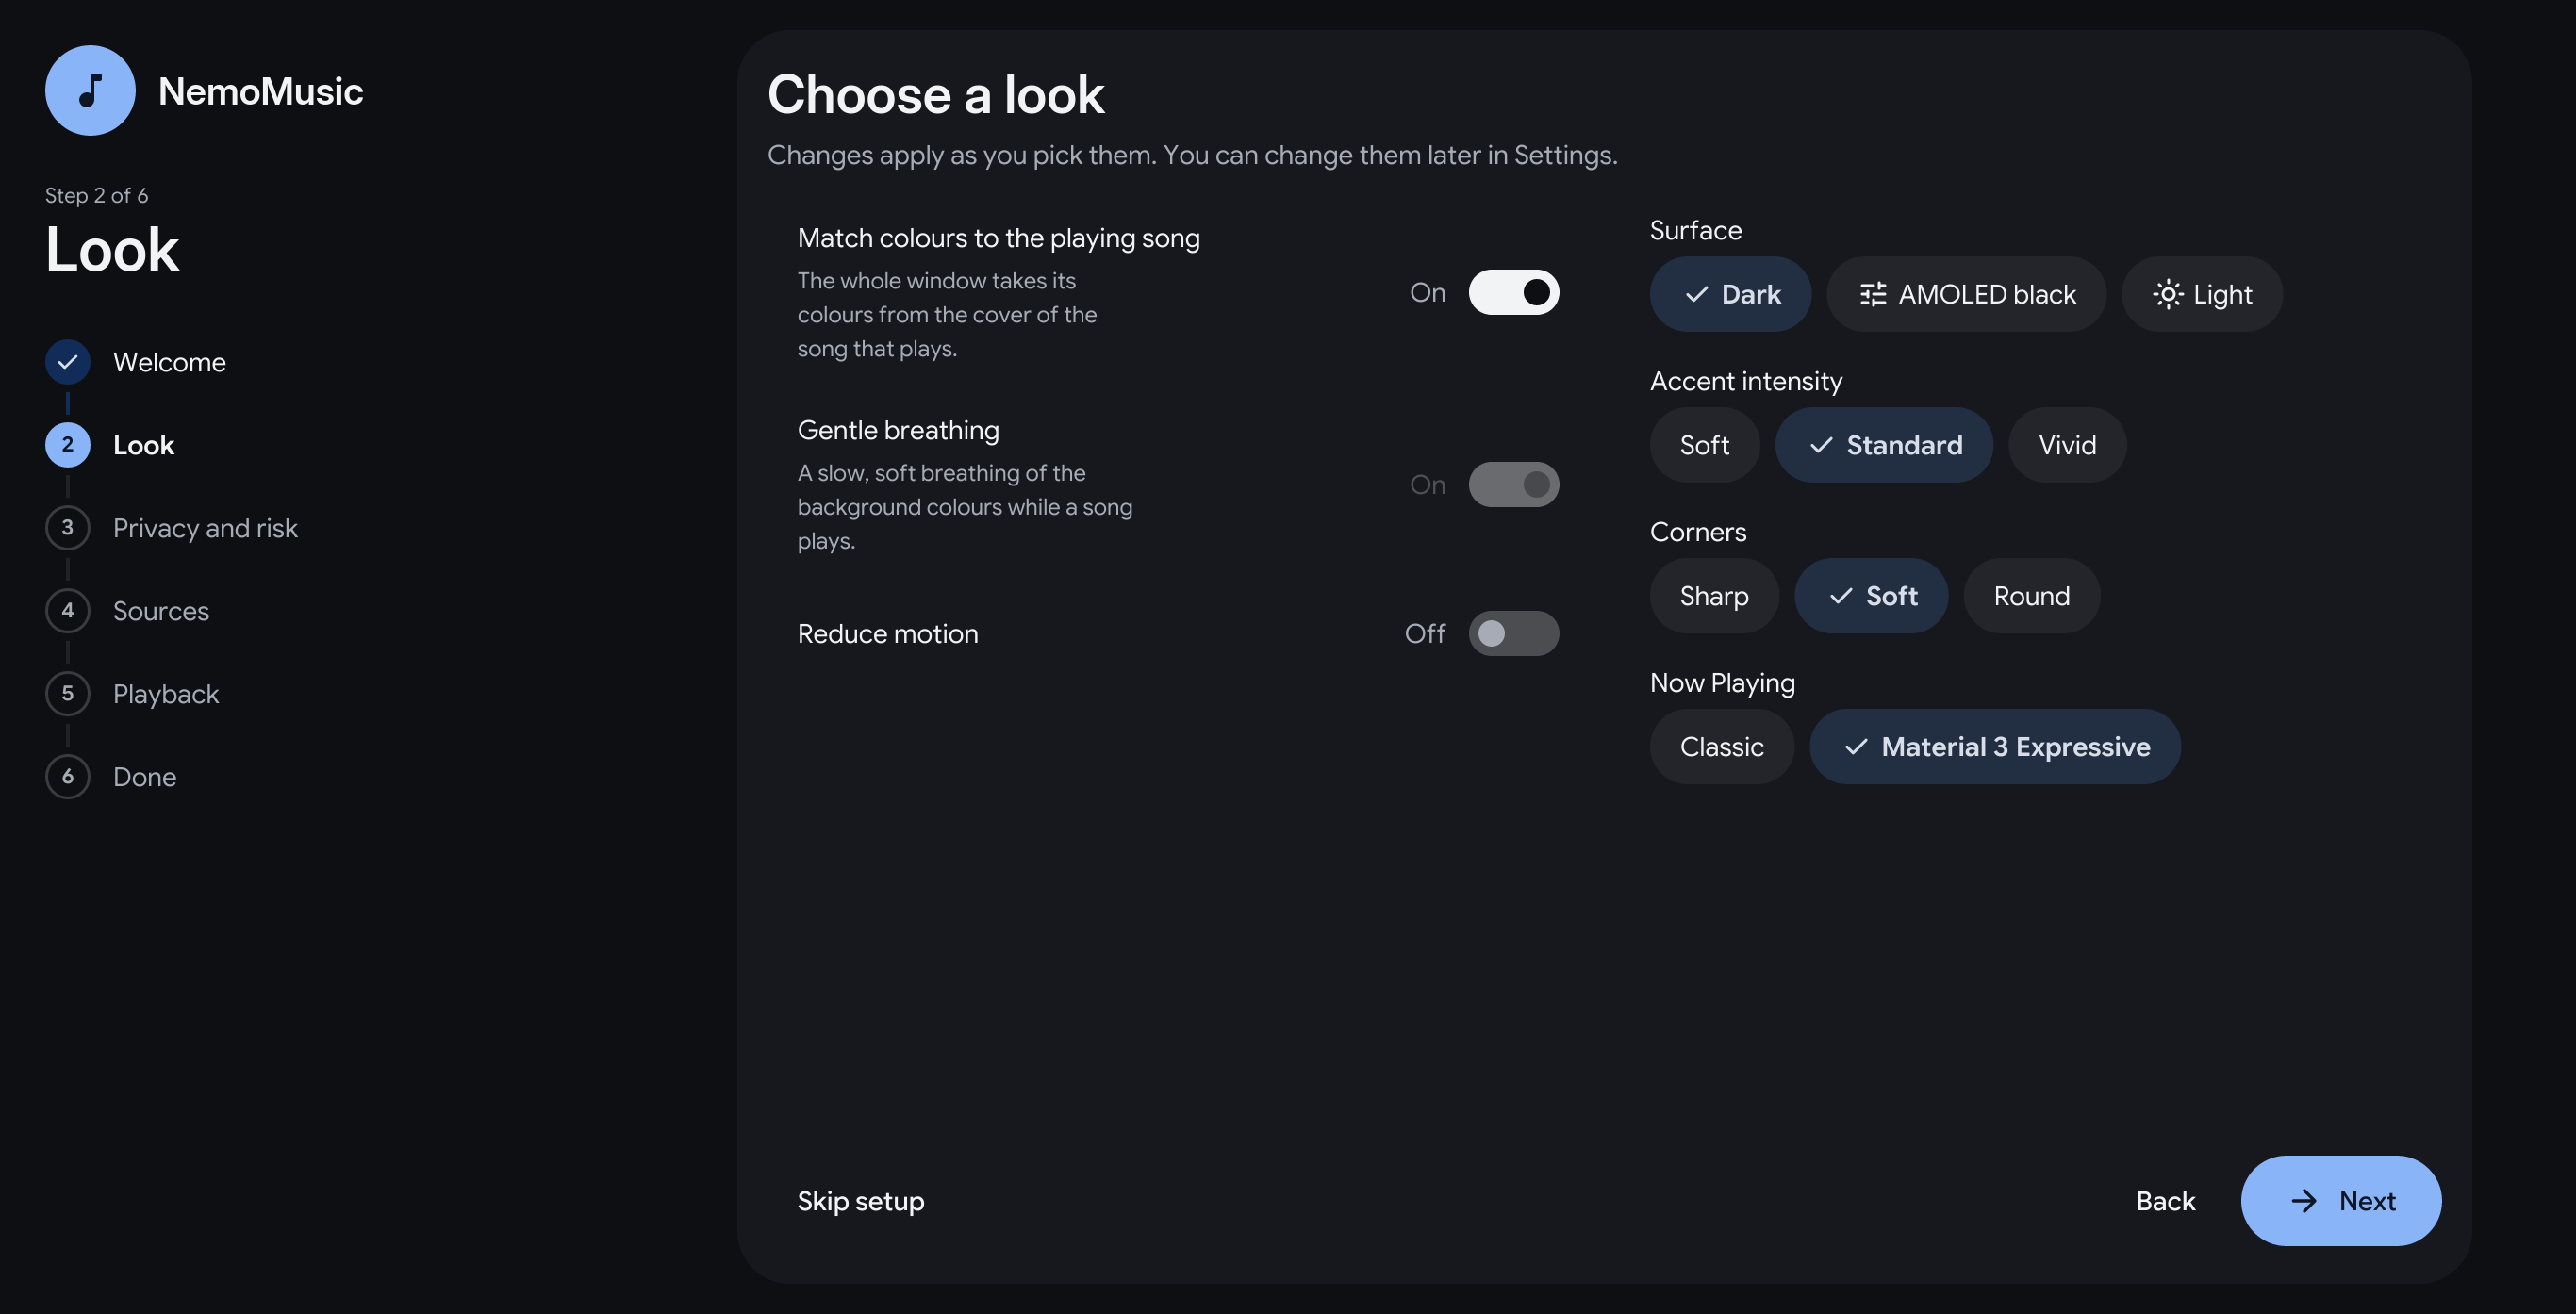 NemoMusic
Step 2 of 6
Look
Welcome
2 Look
3 Privacy and risk
4 Sources
5 Playback
6 Done
Choose a look
Changes apply as you pick them. You can change them later in Settings.
Match colours to the playing song
The whole window takes its
colours from the cover of the
song that plays.
On
Gentle breathing
A slow, soft breathing of the
background colours while a song
plays.
On
Reduce motion
Off
Surface
Dark AMOLED black Light
Accent intensity
Soft Standard Vivid
Corners
Sharp Soft Round
Now Playing
Classic Material 3 Expressive
Skip setup Back Next